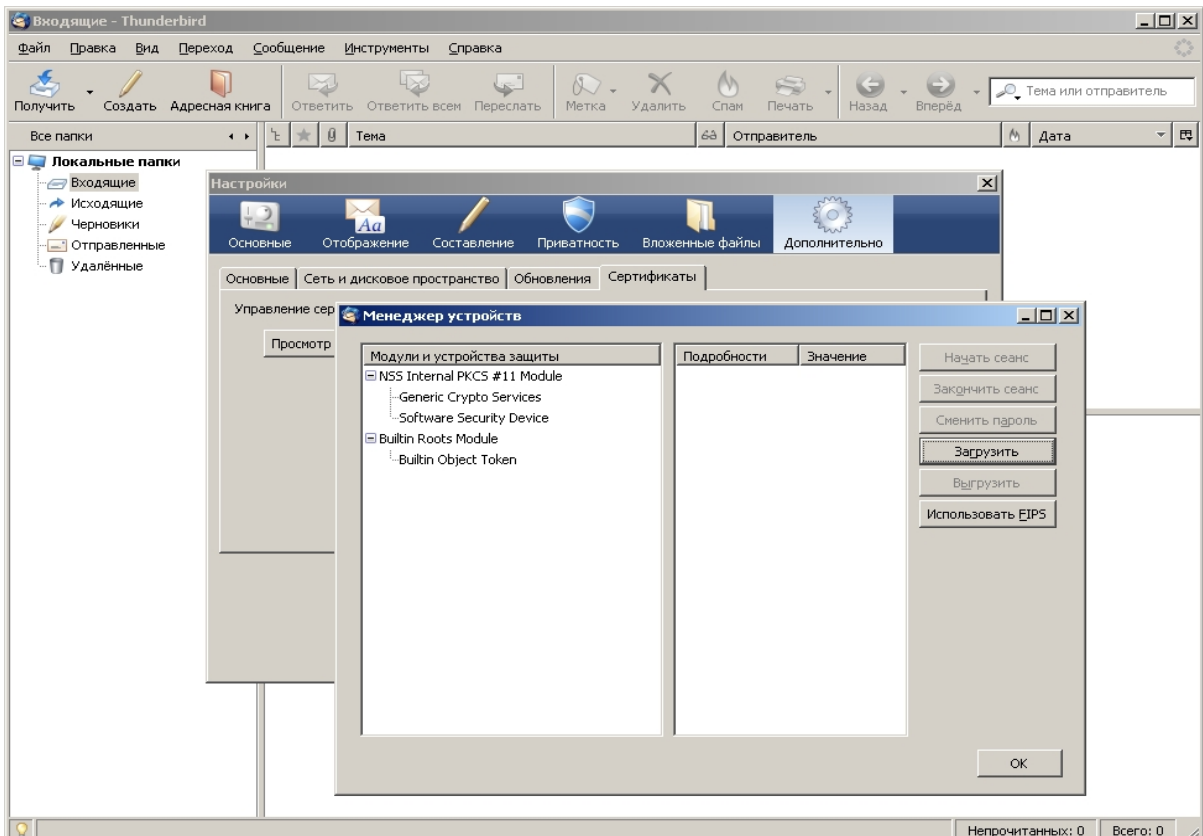 Входящие - Thunderbird
Файл Правка Вид Переход Сообщение Инструменты Справка
Получить Создать Адресная книга Ответить Ответить всем Переслать Метка Удалить Спам Печать Назад Вперёд Тема или отправитель
Все папки Тема Отправитель Дата
Локальные папки
Входящие
Исходящие
Черновики
Отправленные
Удалённые
Настройки
Основные Отображение Составление Приватность Вложенные файлы Дополнительно
Основные Сеть и дисковое пространство Обновления Сертификаты
Управление сер
Просмотр
Менеджер устройств
Модули и устройства защиты
NSS Internal PKCS #11 Module
Generic Crypto Services
Software Security Device
Builtin Roots Module
Builtin Object Token
Подробности Значение
Начать сеанс
Закончить сеанс
Сменить пароль
Загрузить
Выгрузить
Использовать FIPS
OK
Непрочитанных: 0 Всего: 0